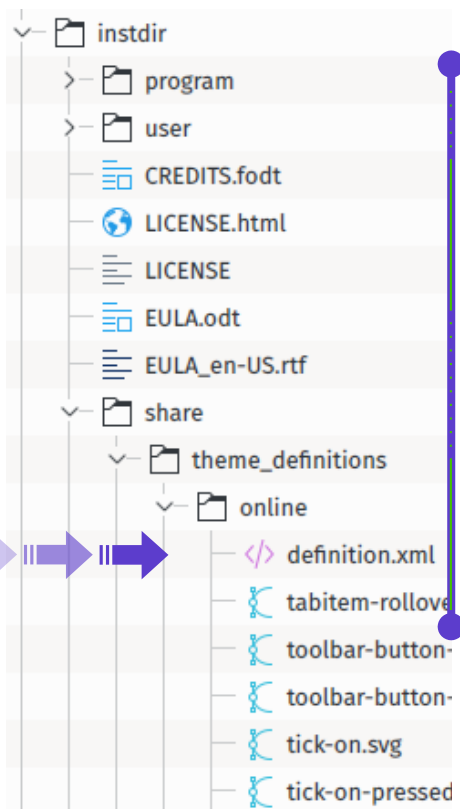 instdir
program
user
CREDITS.fodt
LICENSE.html
LICENSE
EULA.odt
EULA_en-US.rtf
share
theme_definitions
online
definition.xml
tabitem-rollove
toolbar-button-
toolbar-button-
tick-on.svg
tick-on-pressed